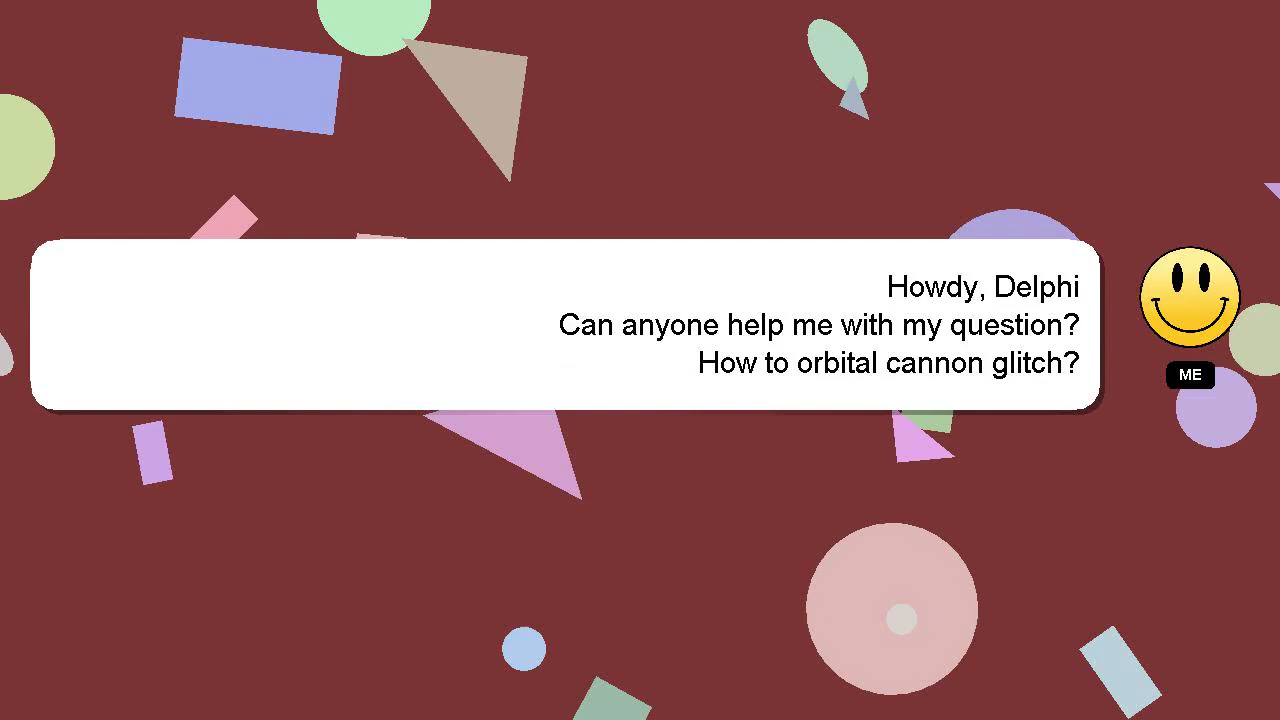 Howdy, Delphi
Can anyone help me with my question?
How to orbital cannon glitch?
ME